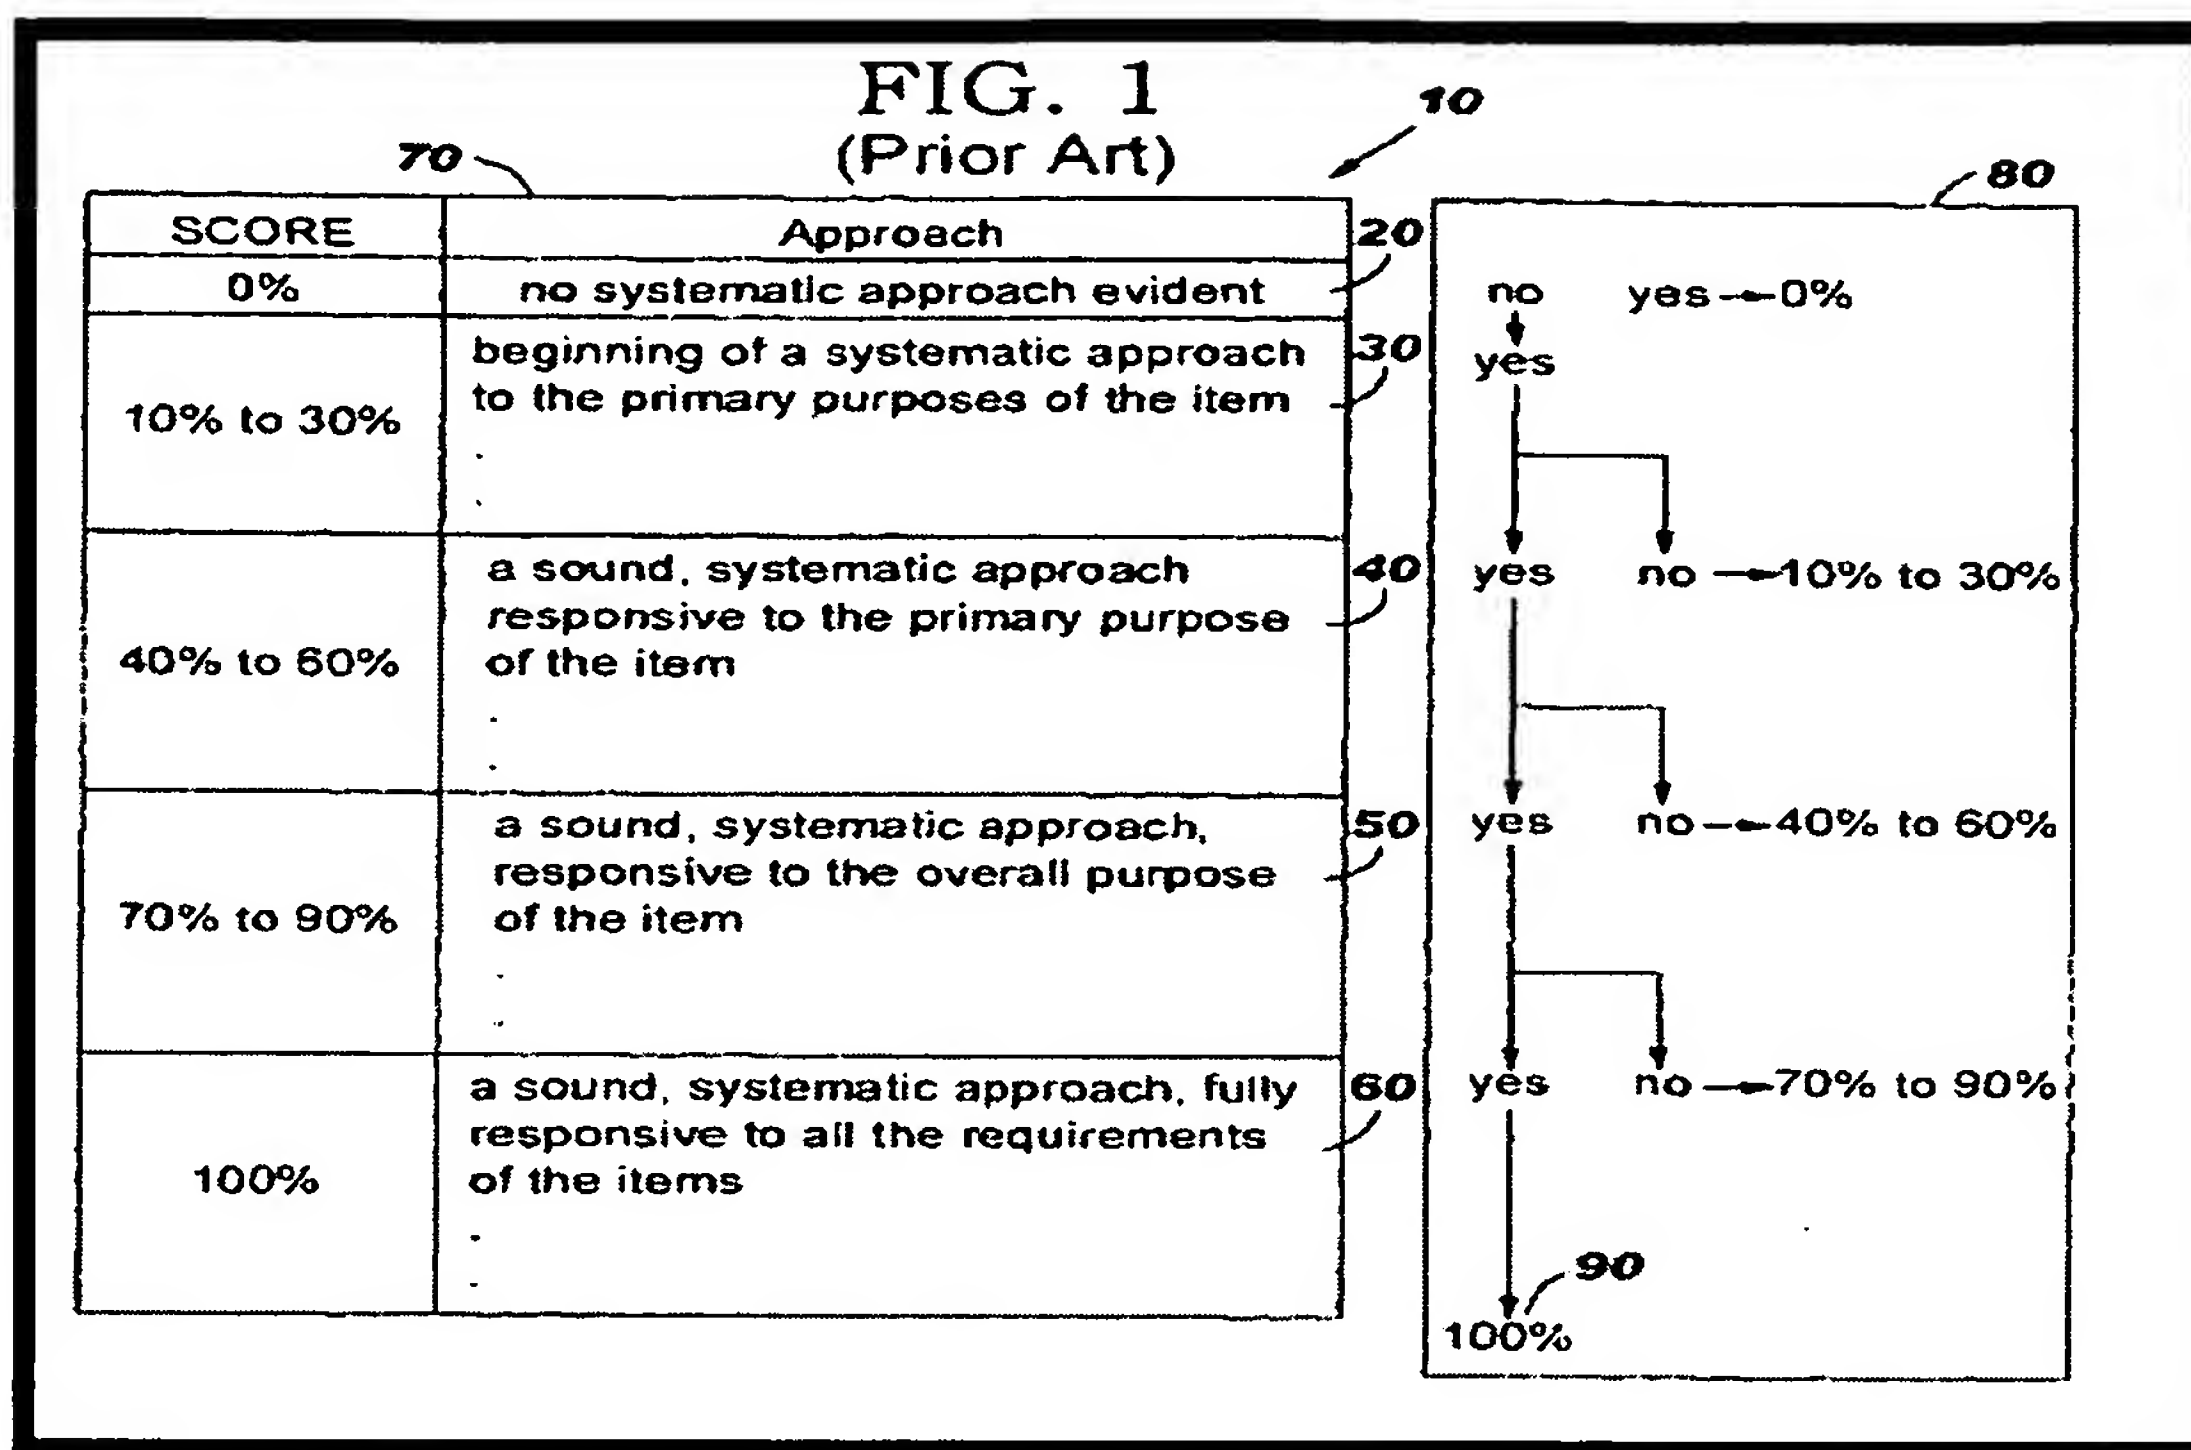 FIG. 1
(Prior Art)
10
70
80
SCORE
Approach
20
0%
no systematic approach evident
no
yes
0%
10% to 30%
beginning of a systematic approach
to the primary purposes of the item
.
.
30
yes
40% to 60%
a sound, systematic approach
responsive to the primary purpose
of the item
.
.
40
yes
no
10% to 30%
70% to 90%
a sound, systematic approach,
responsive to the overall purpose
of the item
.
.
50
yes
no
40% to 60%
100%
a sound, systematic approach, fully
responsive to all the requirements
of the items
.
.
60
yes
no
70% to 90%
90
100%